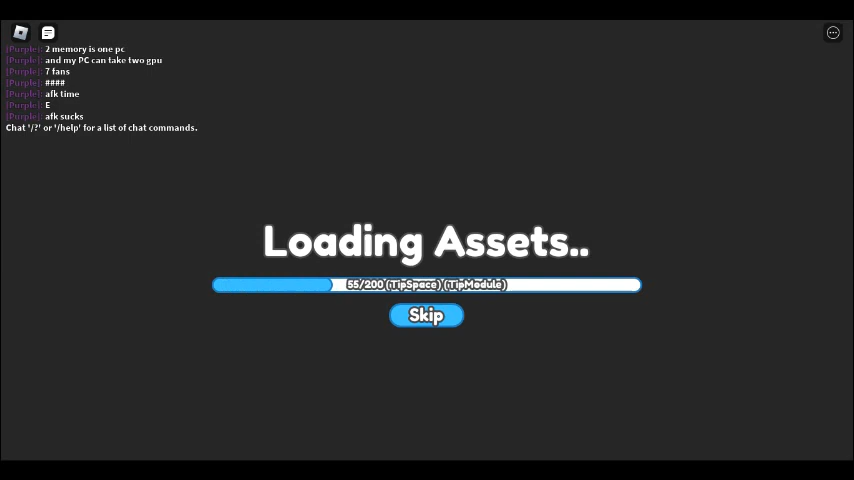 [Purple]: 2 memory is one pc
[Purple]: and my PC can take two gpu
[Purple]: 7 fans
[Purple]: ####
[Purple]: afk time
[Purple]: E
[Purple]: afk sucks
Chat '/?' or '/help' for a list of chat commands.
Loading Assets..
55/200 (TipSpace) (TipModule)
Skip